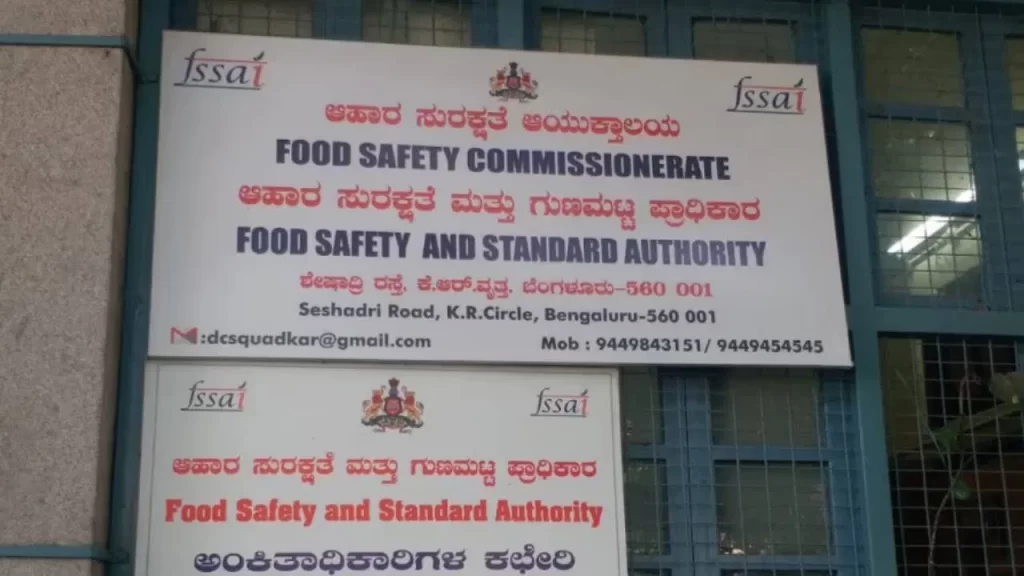 fssai fssai
ಆಹಾರ ಸುರಕ್ಷತೆ ಆಯುಕ್ತಾಲಯ
FOOD SAFETY COMMISSIONERATE
ಆಹಾರ ಸುರಕ್ಷತೆ ಮತ್ತು ಗುಣಮಟ್ಟ ಪ್ರಾಧಿಕಾರ
FOOD SAFETY AND STANDARD AUTHORITY
ಶೇಷಾದ್ರಿ ರಸ್ತೆ, ಕೆ.ಆರ್.ವೃತ್ತ, ಬೆಂಗಳೂರು-560 001
Seshadri Road, K.R.Circle, Bengaluru-560 001
:dcsquadkar@gmail.com Mob : 9449843151/ 9449454545
fssai fssai
ಆಹಾರ ಸುರಕ್ಷತೆ ಮತ್ತು ಗುಣಮಟ್ಟ ಪ್ರಾಧಿಕಾರ
Food Safety and Standard Authority
ಅಂಕಿತಾಧಿಕಾರಿಗಳ ಕಛೇರಿ